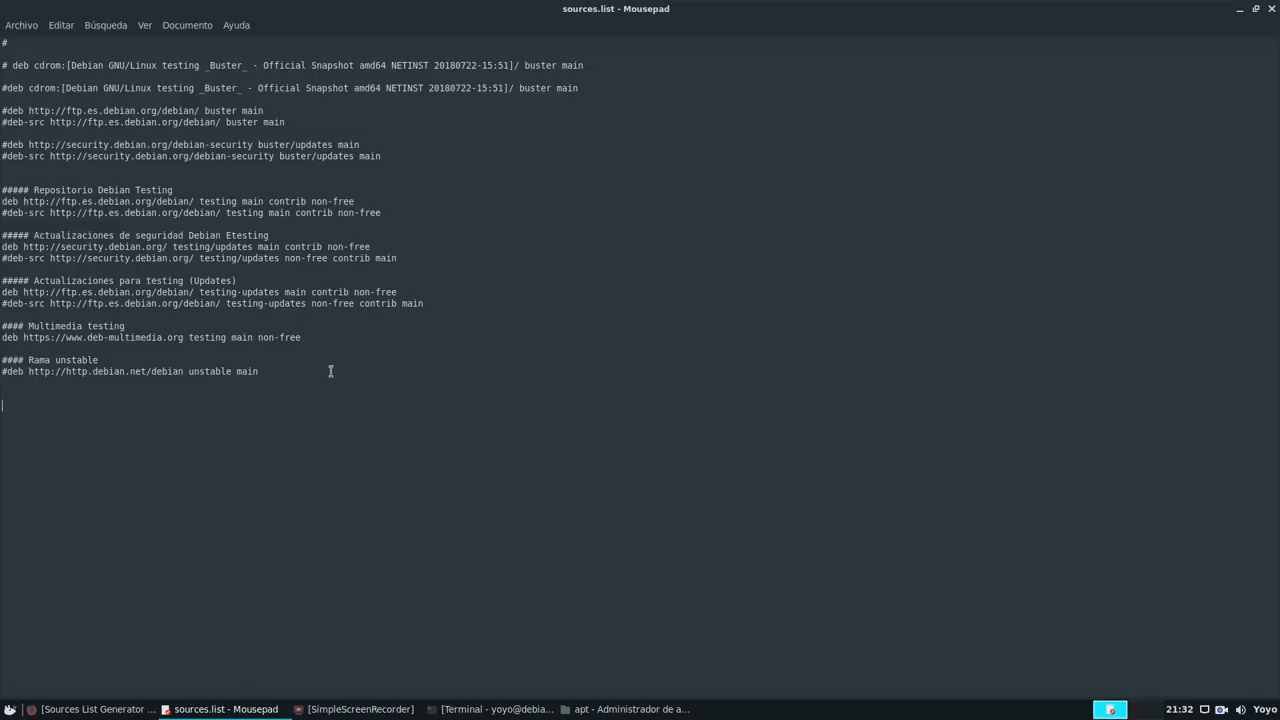 sources.list - Mousepad
Archivo Editar Búsqueda Ver Documento Ayuda
#
# deb cdrom:[Debian GNU/Linux testing _Buster_ - Official Snapshot amd64 NETINST 20180722-15:51]/ buster main
#deb cdrom:[Debian GNU/Linux testing _Buster_ - Official Snapshot amd64 NETINST 20180722-15:51]/ buster main
#deb http://ftp.es.debian.org/debian/ buster main
#deb-src http://ftp.es.debian.org/debian/ buster main
#deb http://security.debian.org/debian-security buster/updates main
#deb-src http://security.debian.org/debian-security buster/updates main
##### Repositorio Debian Testing
deb http://ftp.es.debian.org/debian/ testing main contrib non-free
#deb-src http://ftp.es.debian.org/debian/ testing main contrib non-free
##### Actualizaciones de seguridad Debian Etesting
deb http://security.debian.org/ testing/updates main contrib non-free
#deb-src http://security.debian.org/ testing/updates non-free contrib main
##### Actualizaciones para testing (Updates)
deb http://ftp.es.debian.org/debian/ testing-updates main contrib non-free
#deb-src http://ftp.es.debian.org/debian/ testing-updates non-free contrib main
#### Multimedia testing
deb https://www.deb-multimedia.org testing main non-free
#### Rama unstable
#deb http://http.debian.net/debian unstable main
[Sources List Generator ... sources.list - Mousepad [SimpleScreenRecorder] [Terminal - yoyo@debia... apt - Administrador de a... 21:32 Yoyo